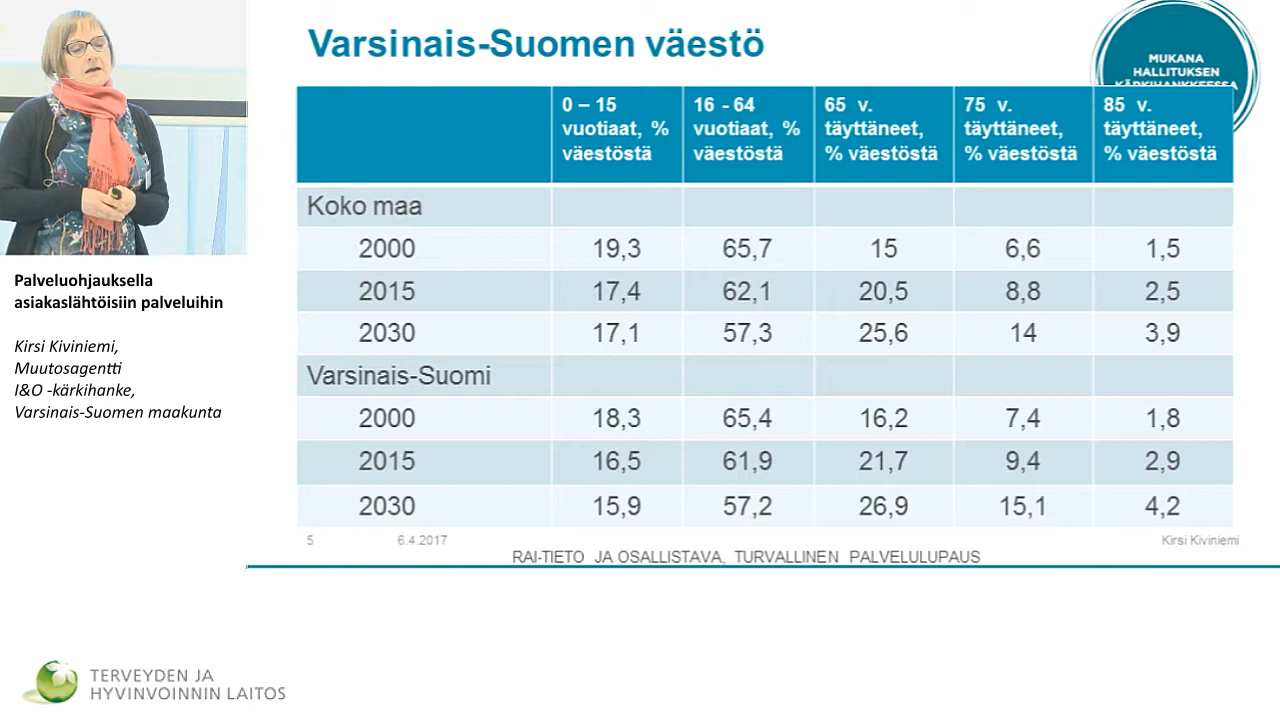 Varsinais-Suomen väestö
MUKANA
HALLITUKSEN
KÄRKIHANKKEESSA
0 – 15 vuotiaat, % väestöstä	16 - 64 vuotiaat, % väestöstä	65 v. täyttäneet, % väestöstä	75 v. täyttäneet, % väestöstä	85 v. täyttäneet, % väestöstä
Koko maa
2000	19,3	65,7	15	6,6	1,5
2015	17,4	62,1	20,5	8,8	2,5
2030	17,1	57,3	25,6	14	3,9
Varsinais-Suomi
2000	18,3	65,4	16,2	7,4	1,8
2015	16,5	61,9	21,7	9,4	2,9
2030	15,9	57,2	26,9	15,1	4,2
5	6.4.2017	Kirsi Kiviniemi
RAI-TIETO JA OSALLISTAVA, TURVALLINEN PALVELULUPAUS
Palveluohjauksella
asiakaslähtöisiin palveluihin
Kirsi Kiviniemi,
Muutosagentti
I&O -kärkihanke,
Varsinais-Suomen maakunta
TERVEYDEN JA
HYVINVOINNIN LAITOS